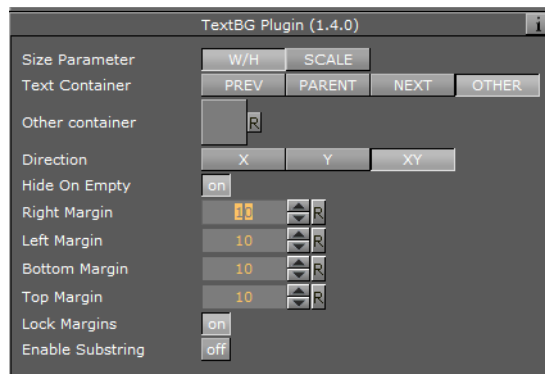 TextBG Plugin (1.4.0) i
Size Parameter W/H SCALE
Text Container PREV PARENT NEXT OTHER
Other container R
Direction X Y XY
Hide On Empty on
Right Margin 10 R
Left Margin 10 R
Bottom Margin 10 R
Top Margin 10 R
Lock Margins on
Enable Substring off